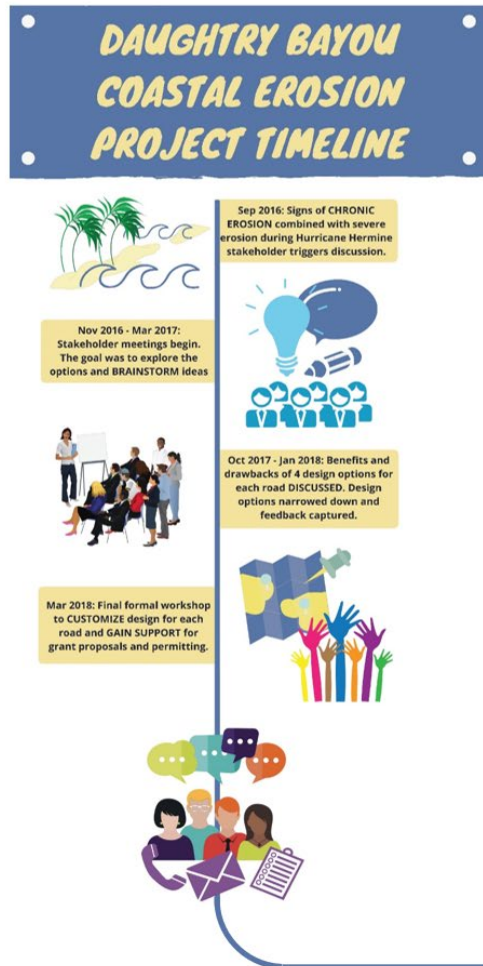 DAUGHTRY BAYOU
COASTAL EROSION
PROJECT TIMELINE
Sep 2016: Signs of CHRONIC
EROSION combined with severe
erosion during Hurricane Hermine
stakeholder triggers discussion.
Nov 2016 - Mar 2017:
Stakeholder meetings begin.
The goal was to explore the
options and BRAINSTORM ideas
Oct 2017 - Jan 2018: Benefits and
drawbacks of 4 design options for
each road DISCUSSED. Design
options narrowed down and
feedback captured.
Mar 2018: Final formal workshop
to CUSTOMIZE design for each
road and GAIN SUPPORT for
grant proposals and permitting.